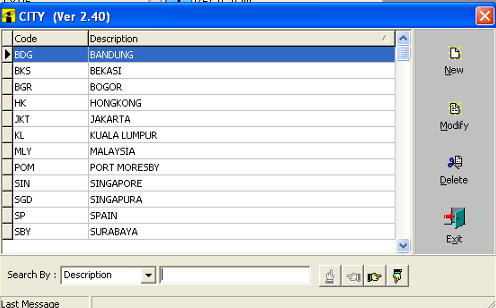 CITY (Ver 2.40)
Code Description
BDG BANDUNG
BKS BEKASI
BGR BOGOR
HK HONGKONG
JKT JAKARTA
KL KUALA LUMPUR
MLY MALAYSIA
POM PORT MORESBY
SIN SINGAPORE
SGD SINGAPURA
SP SPAIN
SBY SURABAYA
New
Modify
Delete
Exit
Search By : Description
Last Message